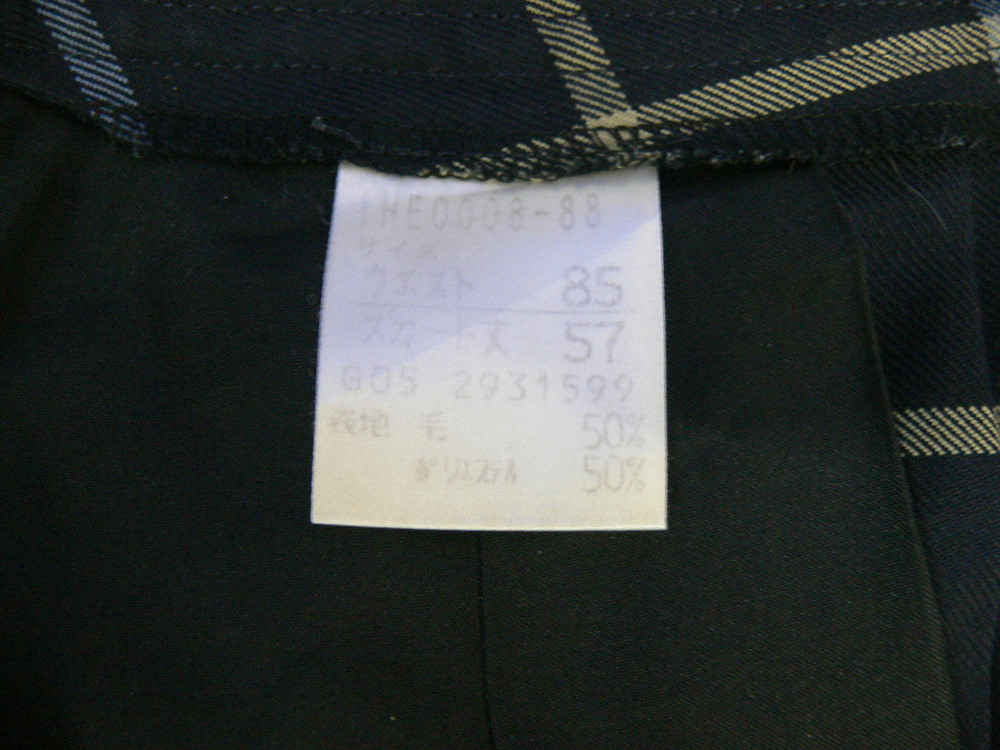 1HE0008-88
サイズ
ウエスト 85
スカート丈 57
G05 2931599
表地 毛 50%
ポリエステル 50%